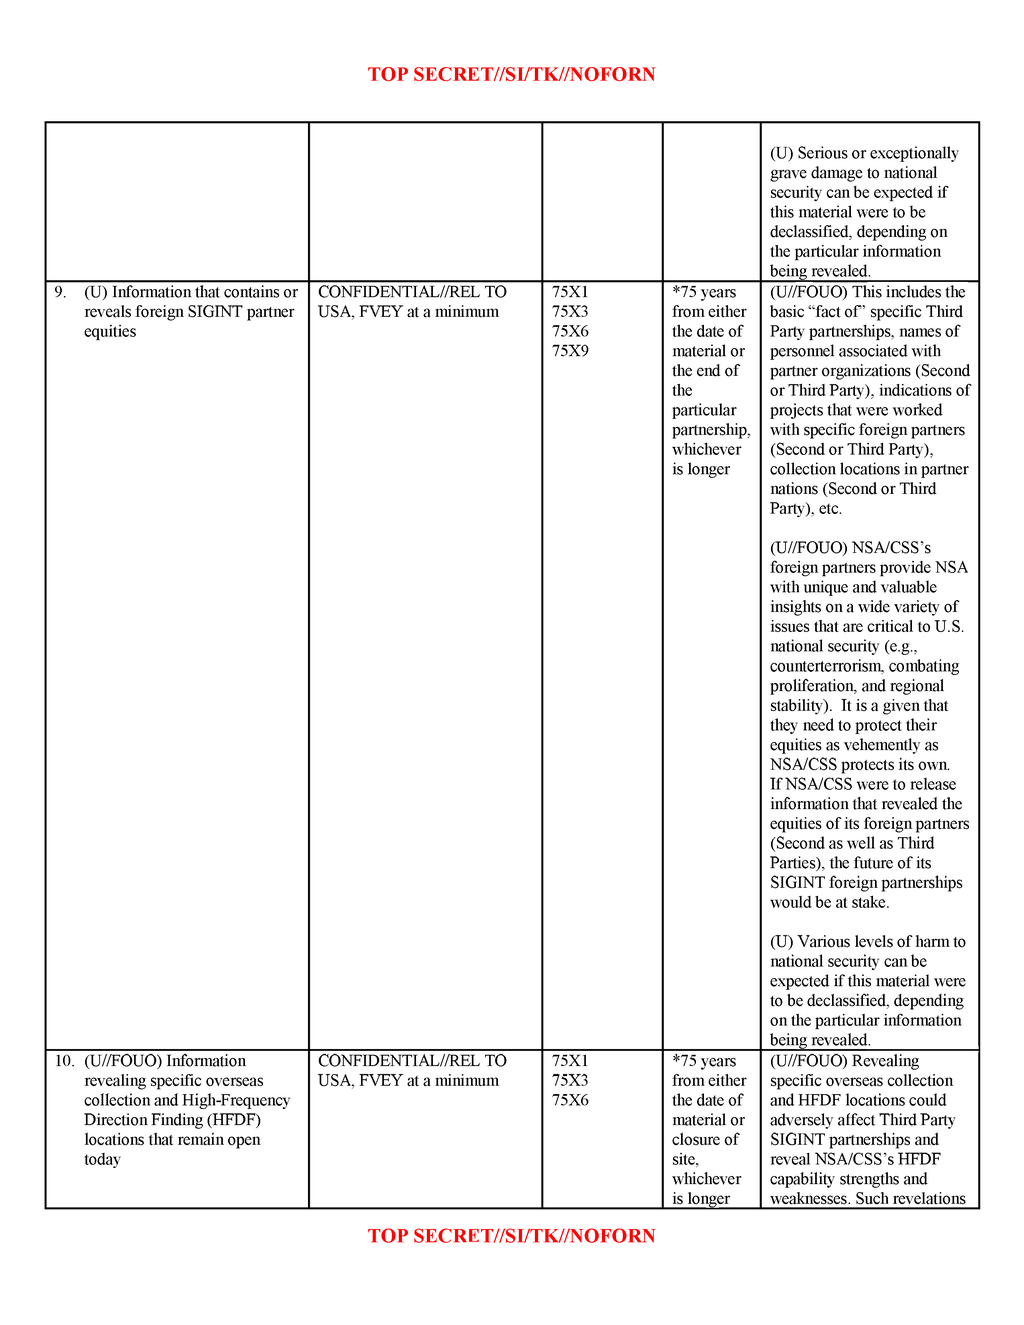 TOP SECRET//SI/TK//NOFORN
(U) Serious or exceptionally
grave damage to national
security can be expected if
this material were to be
declassified, depending on
the particular information
being revealed.
9. (U) Information that contains or
reveals foreign SIGINT partner
equities
CONFIDENTIAL//REL TO
USA, FVEY at a minimum
75X1
75X3
75X6
75X9
*75 years
from either
the date of
material or
the end of
the
particular
partnership,
whichever
is longer
(U//FOUO) This includes the
basic “fact of” specific Third
Party partnerships, names of
personnel associated with
partner organizations (Second
or Third Party), indications of
projects that were worked
with specific foreign partners
(Second or Third Party),
collection locations in partner
nations (Second or Third
Party), etc.
(U//FOUO) NSA/CSS’s
foreign partners provide NSA
with unique and valuable
insights on a wide variety of
issues that are critical to U.S.
national security (e.g.,
counterterrorism, combating
proliferation, and regional
stability). It is a given that
they need to protect their
equities as vehemently as
NSA/CSS protects its own.
If NSA/CSS were to release
information that revealed the
equities of its foreign partners
(Second as well as Third
Parties), the future of its
SIGINT foreign partnerships
would be at stake.
(U) Various levels of harm to
national security can be
expected if this material were
to be declassified, depending
on the particular information
being revealed.
10. (U//FOUO) Information
revealing specific overseas
collection and High-Frequency
Direction Finding (HFDF)
locations that remain open
today
CONFIDENTIAL//REL TO
USA, FVEY at a minimum
75X1
75X3
75X6
*75 years
from either
the date of
material or
closure of
site,
whichever
is longer
(U//FOUO) Revealing
specific overseas collection
and HFDF locations could
adversely affect Third Party
SIGINT partnerships and
reveal NSA/CSS’s HFDF
capability strengths and
weaknesses. Such revelations
TOP SECRET//SI/TK//NOFORN